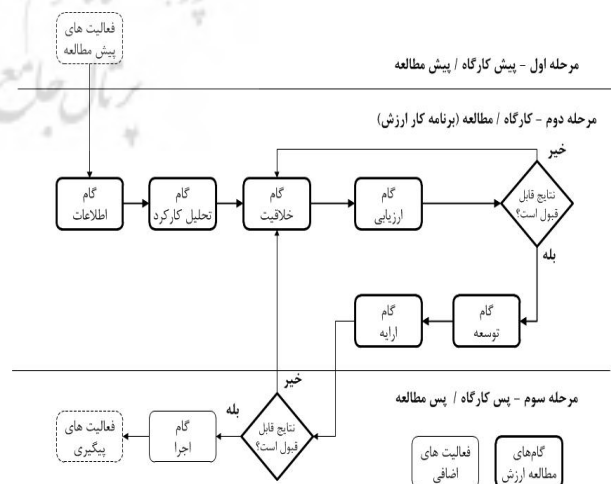 فعالیت های
پیش مطالعه
مرحله اول - پیش کارگاه / پیش مطالعه
مرحله دوم - کارگاه / مطالعه (برنامه کار ارزش)
خیر
گام
اطلاعات
گام
تحلیل کارکرد
گام
خلاقیت
گام
ارزیابی
نتایج قابل
قبول است؟
بله
گام
توسعه
گام
ارایه
مرحله سوم - پس کارگاه / پس مطالعه
خیر
نتایج قابل
قبول است؟
بله
گام
اجرا
فعالیت های
پیگیری
گام‌های
مطالعه ارزش
فعالیت های
اضافی